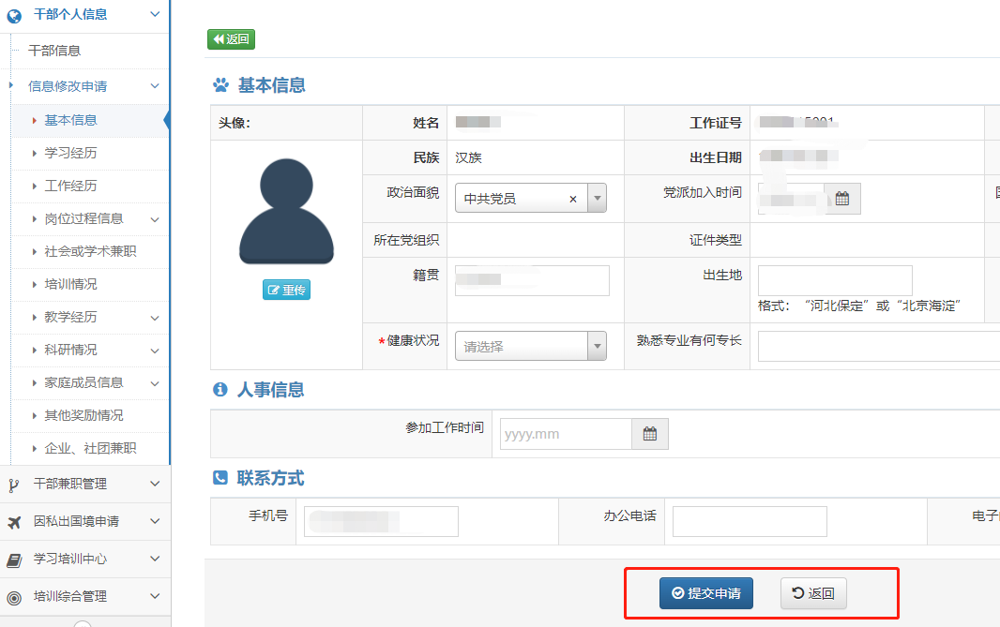 干部个人信息
干部信息
信息修改申请
基本信息
学习经历
工作经历
岗位过程信息
社会或学术兼职
培训情况
教学经历
科研情况
家庭成员信息
其他奖励情况
企业、社团兼职
干部兼职管理
因私出国境申请
学习培训中心
培训综合管理
返回
基本信息
头像： 姓名 工作证号
民族 汉族 出生日期
政治面貌 中共党员 × 党派加入时间
所在党组织 证件类型
籍贯 出生地
格式：“河北保定”或“北京海淀”
重传
*健康状况 请选择 熟悉专业有何专长
人事信息
参加工作时间 yyyy.mm
联系方式
手机号 办公电话 电子
提交申请 返回